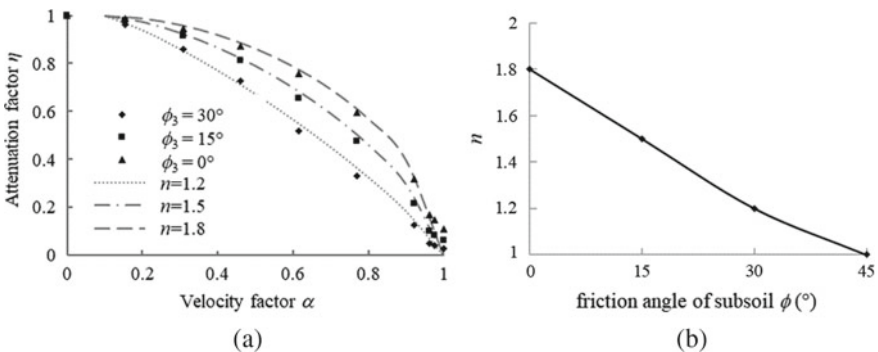 Attenuation factor η
1
0.8
0.6
0.4
0.2
0
ϕ₃ = 30°
ϕ₃ = 15°
ϕ₃ = 0°
n=1.2
n=1.5
n=1.8
0 0.2 0.4 0.6 0.8 1
Velocity factor α
(a)
n
2
1.8
1.6
1.4
1.2
1
0 15 30 45
friction angle of subsoil ϕ (°)
(b)